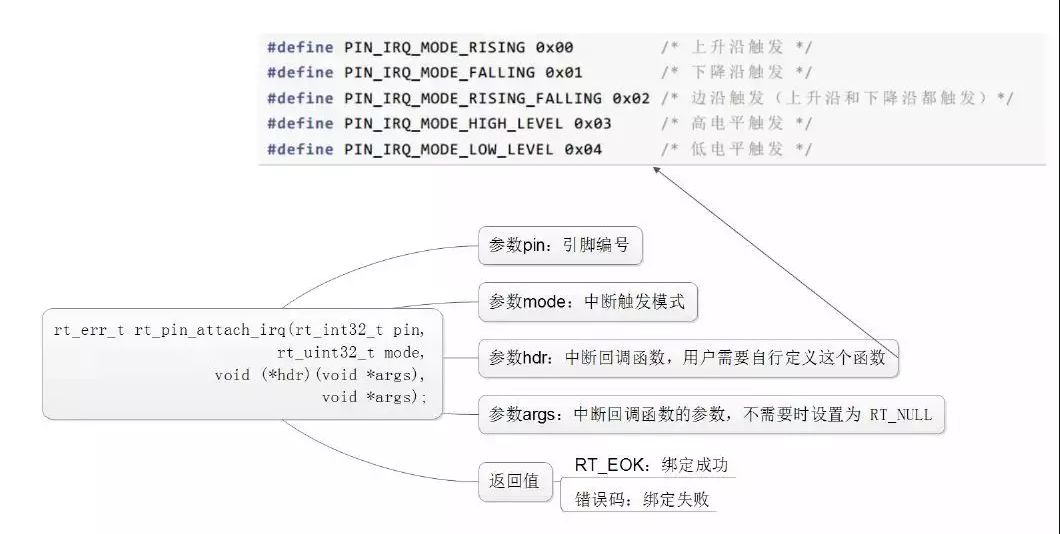 #define PIN_IRQ_MODE_RISING 0x00 /* 上升沿触发 */
#define PIN_IRQ_MODE_FALLING 0x01 /* 下降沿触发 */
#define PIN_IRQ_MODE_RISING_FALLING 0x02 /* 边沿触发（上升沿和下降沿都触发）*/
#define PIN_IRQ_MODE_HIGH_LEVEL 0x03 /* 高电平触发 */
#define PIN_IRQ_MODE_LOW_LEVEL 0x04 /* 低电平触发 */
rt_err_t rt_pin_attach_irq(rt_int32_t pin,
rt_uint32_t mode,
void (*hdr)(void *args),
void *args);
参数pin：引脚编号
参数mode：中断触发模式
参数hdr：中断回调函数，用户需要自行定义这个函数
参数args：中断回调函数的参数，不需要时设置为 RT_NULL
返回值
RT_EOK：绑定成功
错误码：绑定失败